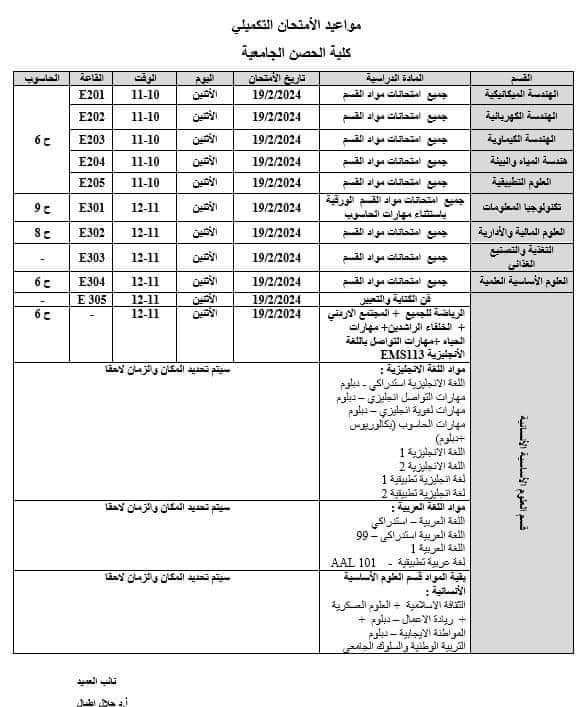 مواعيد الأمتحان التكميلي
كلية الحصن الجامعية
القسم المادة الدراسية تاريخ الأمتحان اليوم الوقت القاعة الحاسوب
الهندسة الميكانيكية جميع امتحانات مواد القسم 19/2/2024 الأثنين 11-10 E201
الهندسة الكهربائية جميع امتحانات مواد القسم 19/2/2024 الأثنين 11-10 E202
الهندسة الكيماوية جميع امتحانات مواد القسم 19/2/2024 الأثنين 11-10 E203 ح 6
هندسة المياه والبيئة جميع امتحانات مواد القسم 19/2/2024 الأثنين 11-10 E204
العلوم التطبيقية جميع امتحانات مواد القسم 19/2/2024 الأثنين 11-10 E205
تكنولوجيا المعلومات جميع امتحانات مواد القسم الورقية 19/2/2024 الأثنين 12-11 E301 ح 9
باستثناء مهارات الحاسوب
العلوم المالية والأدارية جميع امتحانات مواد القسم 19/2/2024 الأثنين 12-11 E302 ح 8
التغذية والتصنيع جميع امتحانات مواد القسم 19/2/2024 الأثنين 12-11 E303 -
الغذائي
العلوم الأساسية العلمية جميع امتحانات مواد القسم 19/2/2024 الأثنين 12-11 E304 ح 6
قسم العلوم الأساسية الأنسانية
فن الكتابة والتعبير 19/2/2024 الأثنين 12-11 E 305 -
الرياضة للجميع + المجتمع الاردني 19/2/2024 الأثنين 12-11 - ح 6
+ الخلفاء الراشدين+ مهارات
الحياه +مهارات التواصل باللغة
الأنجليزية EMS113
مواد اللغة الانجليزية : سيتم تحديد المكان والزمان لاحقا
اللغة الانجليزية استدراكي - دبلوم
مهارات التواصل انجليزي – دبلوم
مهارات لغوية انجليزي – دبلوم
مهارات الحاسوب (بكالوريوس
+دبلوم)
اللغة الانجليزية 1
اللغة الانجليزية 2
لغة انجليزية تطبيقية 1
لغة انجليزية تطبيقية 2
مواد اللغة العربية : سيتم تحديد المكان والزمان لاحقا
اللغة العربية – استدراكي
اللغة العربية استدراكي – 99
اللغة العربية 1
لغة عربية تطبيقية - AAL 101
بقية المواد قسم العلوم الأساسية سيتم تحديد المكان والزمان لاحقا
الأنسانية :
الثقافة الاسلامية + العلوم العسكرية
+ ريادة الاعمال – دبلوم +
المواطنة الايجابية – دبلوم
التربية الوطنية والسلوك الجامعي
نائب العميد
أ.د جلال اطيال